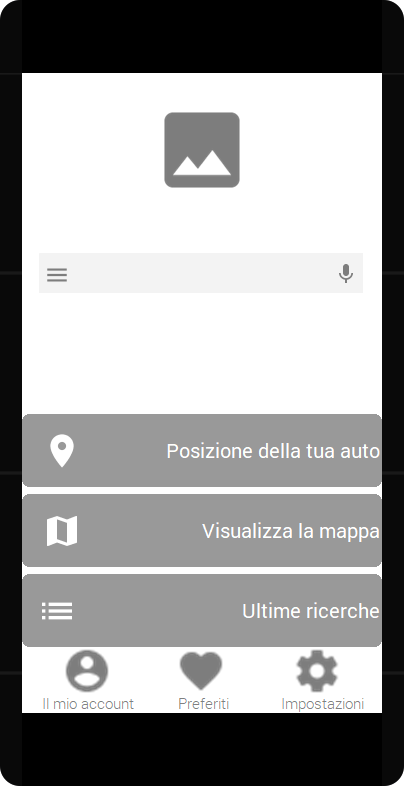 Posizione della tua auto
Visualizza la mappa
Ultime ricerche
Il mio account
Preferiti
Impostazioni